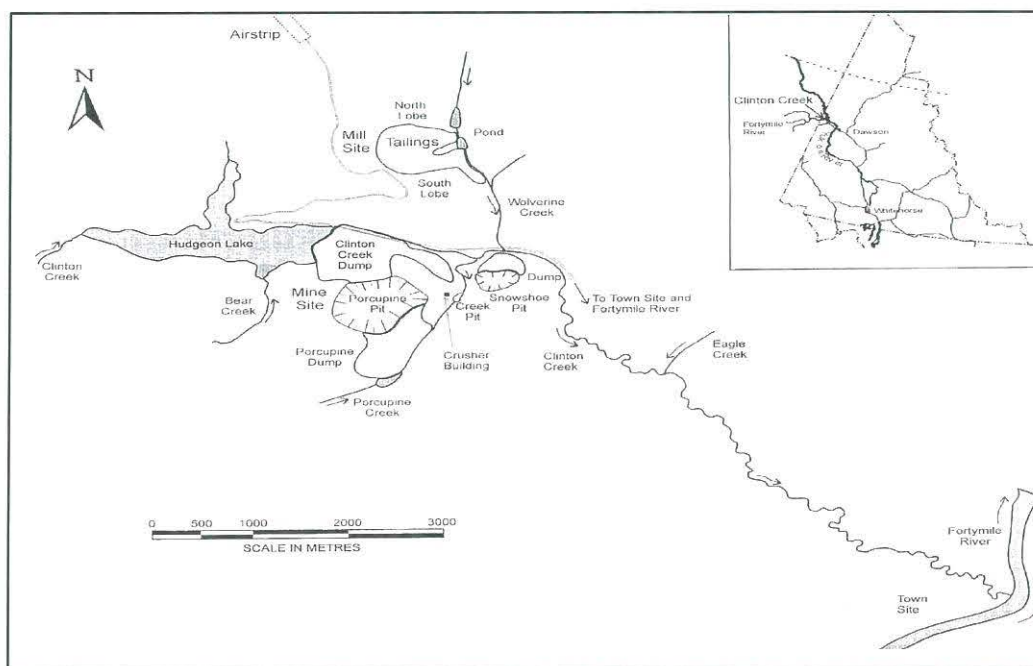 Airstrip
N
North
Lobe
Mill
Site
Tailings
Pond
South
Lobe
Wolverine
Creek
Hudgeon Lake
Clinton
Creek
Clinton
Creek
Dump
Bear
Creek
Mine
Site
Porcupine
Pit
Creek
Pit
Dump
Snowshoe
Pit
To Town Site and
Fortymile River
Porcupine
Dump
Crusher
Building
Clinton
Creek
Eagle
Creek
Porcupine
Creek
0 500 1000 2000 3000
SCALE IN METRES
Fortymile
River
Town
Site
Clinton Creek
Fortymile
River
Dawson
Whitehorse